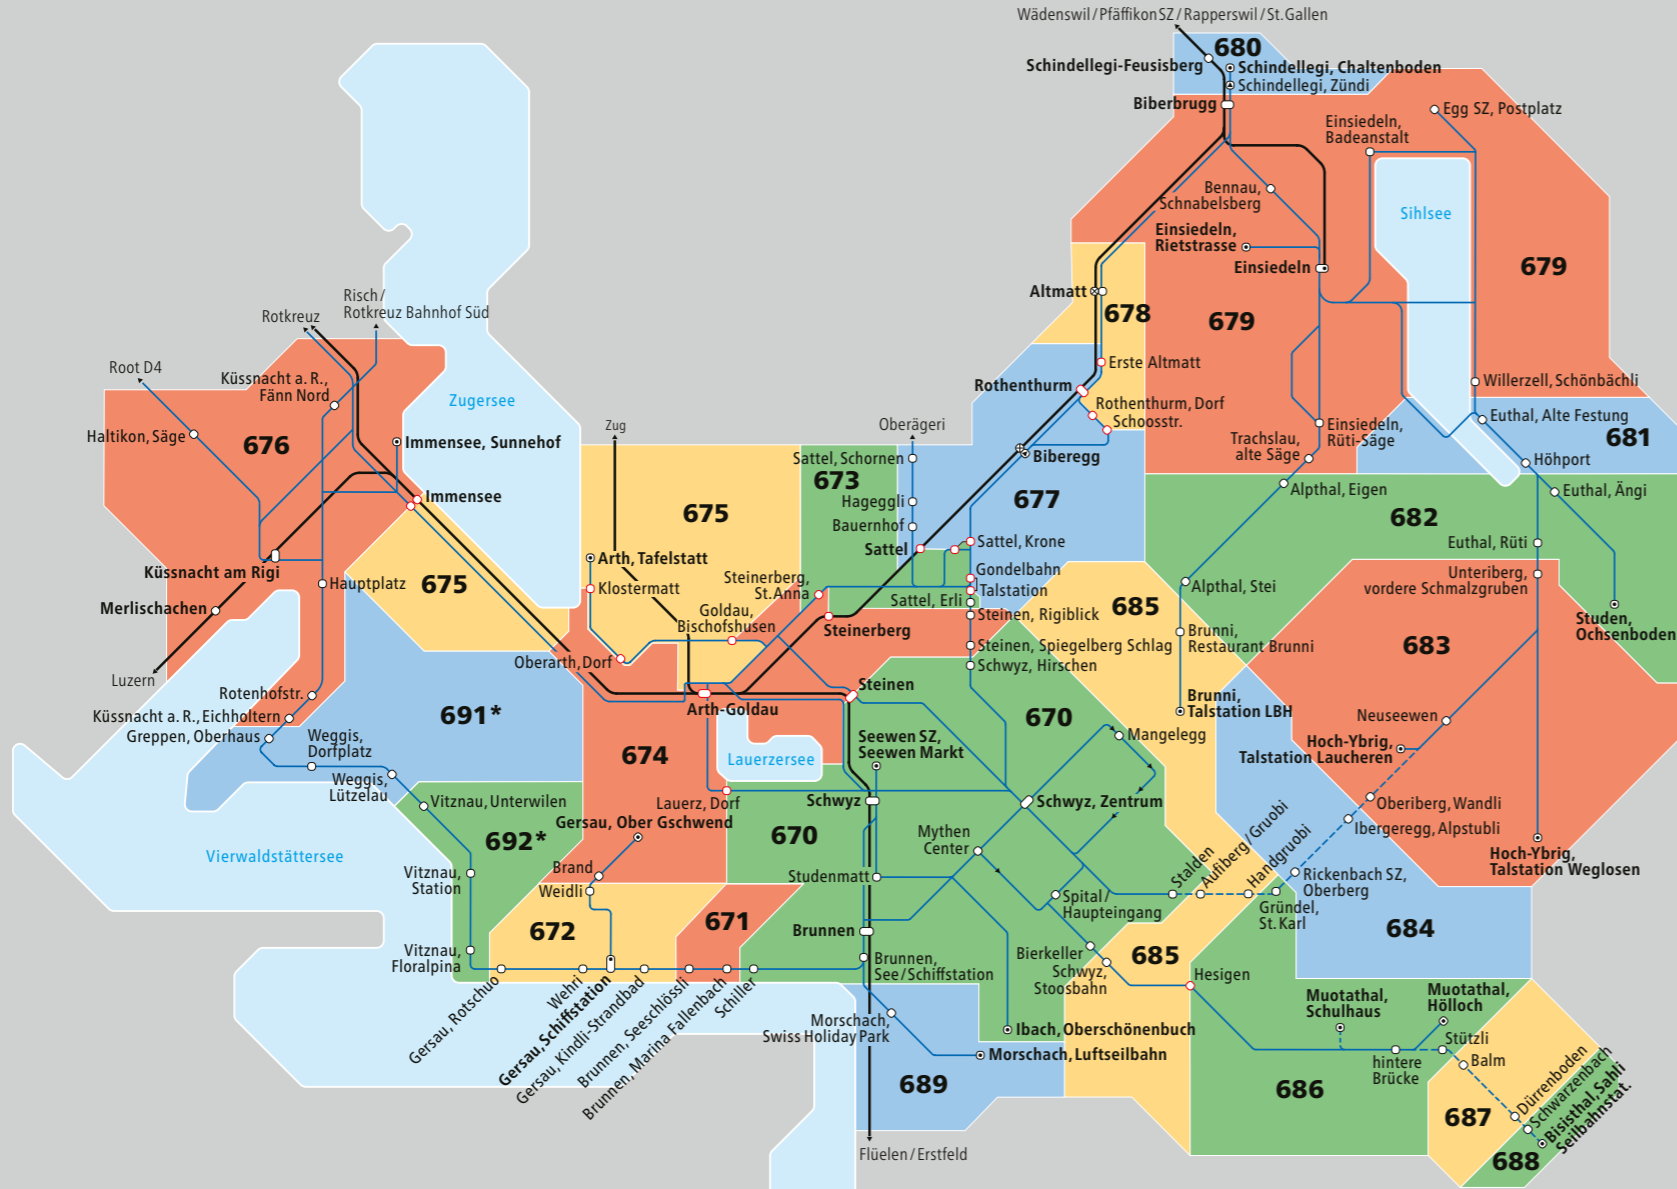 Wädenswil / Pfäffikon SZ / Rapperswil / St. Gallen
680
Schindellegi-Feusisberg
Schindellegi, Chaltenboden
Schindellegi, Zündi
Biberbrugg
Egg SZ, Postplatz
Einsiedeln,
Badeanstalt
Bennau,
Schnabelsberg
Sihlsee
Einsiedeln,
Rietstrasse
Einsiedeln
679
679
Altmatt
678
Erste Altmatt
Rothenthurm
Rothenthurm, Dorf
Schoosstr.
Willerzell, Schönbächli
Euthal, Alte Festung
681
Einsiedeln,
Rüti-Säge
Trachslau,
alte Säge
Höhport
Biberegg
Alpthal, Eigen
Euthal, Ängi
682
Euthal, Rüti
Unteriberg,
vordere Schmalzgruben
Studen,
Ochsenboden
Alpthal, Stei
Brunni,
Restaurant Brunni
Brunni,
Talstation LBH
683
685
Neuseewen
Hoch-Ybrig,
Talstation Laucheren
Oberiberg, Wandli
Ibergeregg, Alpstubli
Hoch-Ybrig,
Talstation Weglosen
Risch /
Rotkreuz Bahnhof Süd
Rotkreuz
Root D4
Küssnacht a. R.,
Fänn Nord
Zugersee
Haltikon, Säge
676
Immensee, Sunnehof
Immensee
Küssnacht am Rigi
Hauptplatz
Merlischachen
Luzern
675
Rotenhofstr.
Küssnacht a. R., Eichholtern
Greppen, Oberhaus
691*
Weggis,
Dorfplatz
Weggis,
Lützelau
Vitznau, Unterwilen
692*
Vierwaldstättersee
Vitznau,
Station
Vitznau,
Floralpina
Zug
Oberägeri
675
673
Sattel, Schornen
Hageggli
Bauernhof
677
Sattel
Sattel, Krone
Gondelbahn
Talstation
Sattel, Erli
Steinen, Rigiblick
Steinen, Spiegelberg Schlag
Schwyz, Hirschen
Arth, Tafelstatt
Klostermatt
Steinerberg,
St. Anna
Goldau,
Bischofshusen
Steinerberg
Oberarth, Dorf
Arth-Goldau
Steinen
674
Lauerzersee
Seewen SZ,
Seewen Markt
670
Mangelegg
Lauerz, Dorf
Gersau, Ober Gschwend
Schwyz
Schwyz, Zentrum
670
Mythen
Center
Brand
Weidli
Studenmatt
672
671
Brunnen
Brunnen,
See / Schiffstation
Spital /
Haupteingang
Stalden
Aufiberg / Gruobi
Handgruobi
Gründel,
St. Karl
Rickenbach SZ,
Oberberg
684
Bierkeller
Schwyz,
Stoosbahn
685
Hesigen
Gersau, Rotschuo
Wehri
Gersau, Schiffstation
Gersau, Kindli-Strandbad
Brunnen, Seeschlössli
Brunnen, Marina Fallenbach
Schiller
Morschach,
Swiss Holiday Park
Ibach, Oberschönenbuch
Morschach, Luftseilbahn
689
Flüelen / Erstfeld
Muotathal,
Schulhaus
Muotathal,
Hölloch
hintere
Brücke
Stützli
Balm
686
687
Dürrenboden
Schwarzenbach
Bisisthal, Sahli
Seilbahnstat.
688